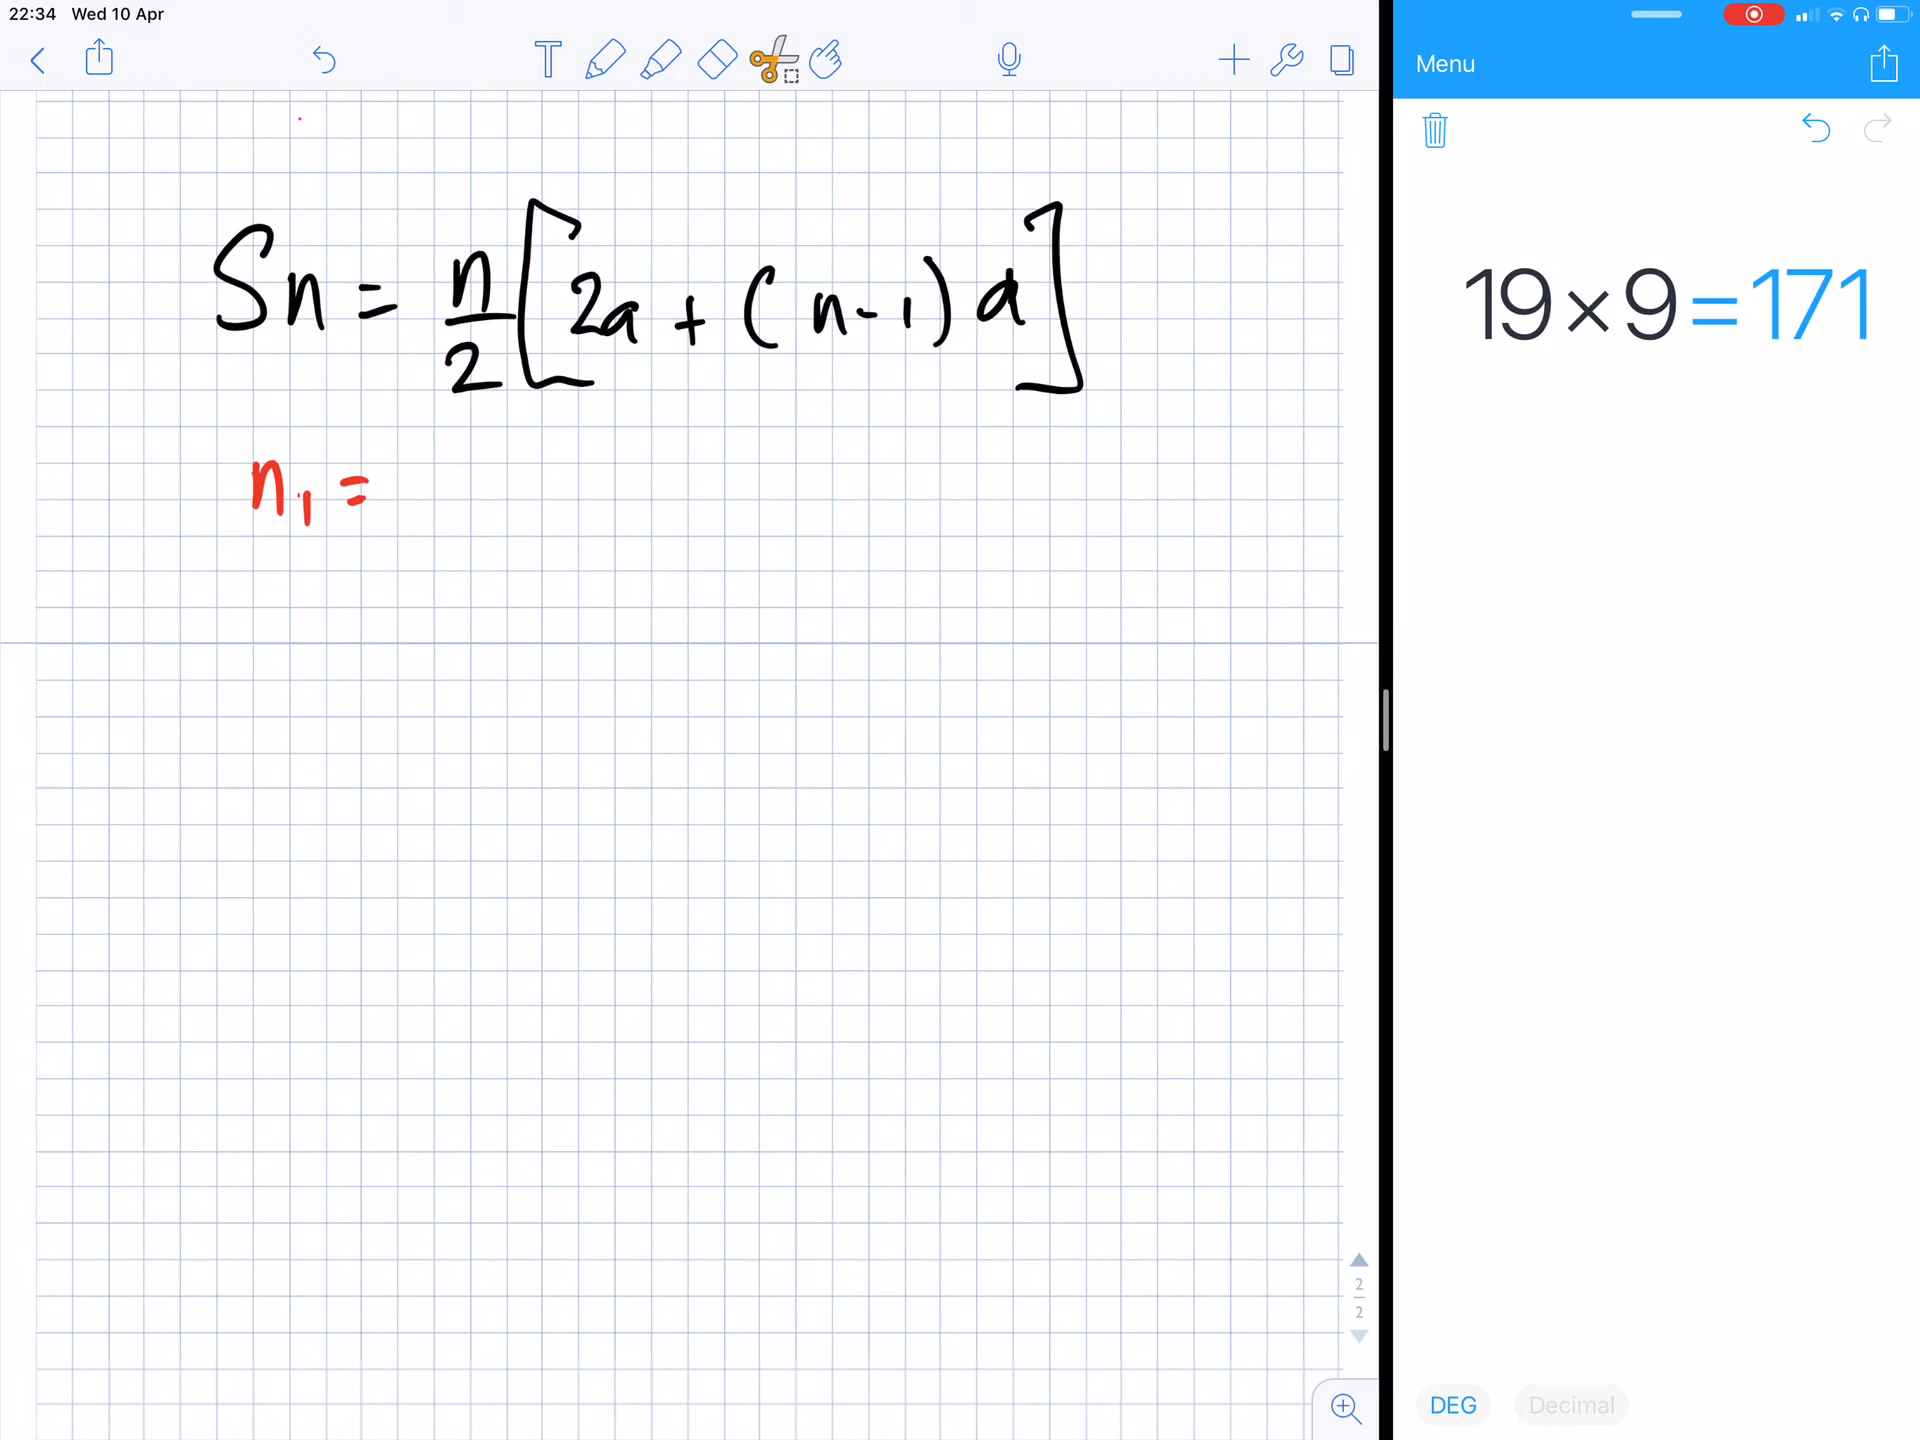 22:34 Wed 10 Apr
T
Menu
Sn = n/2 [2a + (n-1)d]
19×9=171
n₁ =
2
2
DEG Decimal